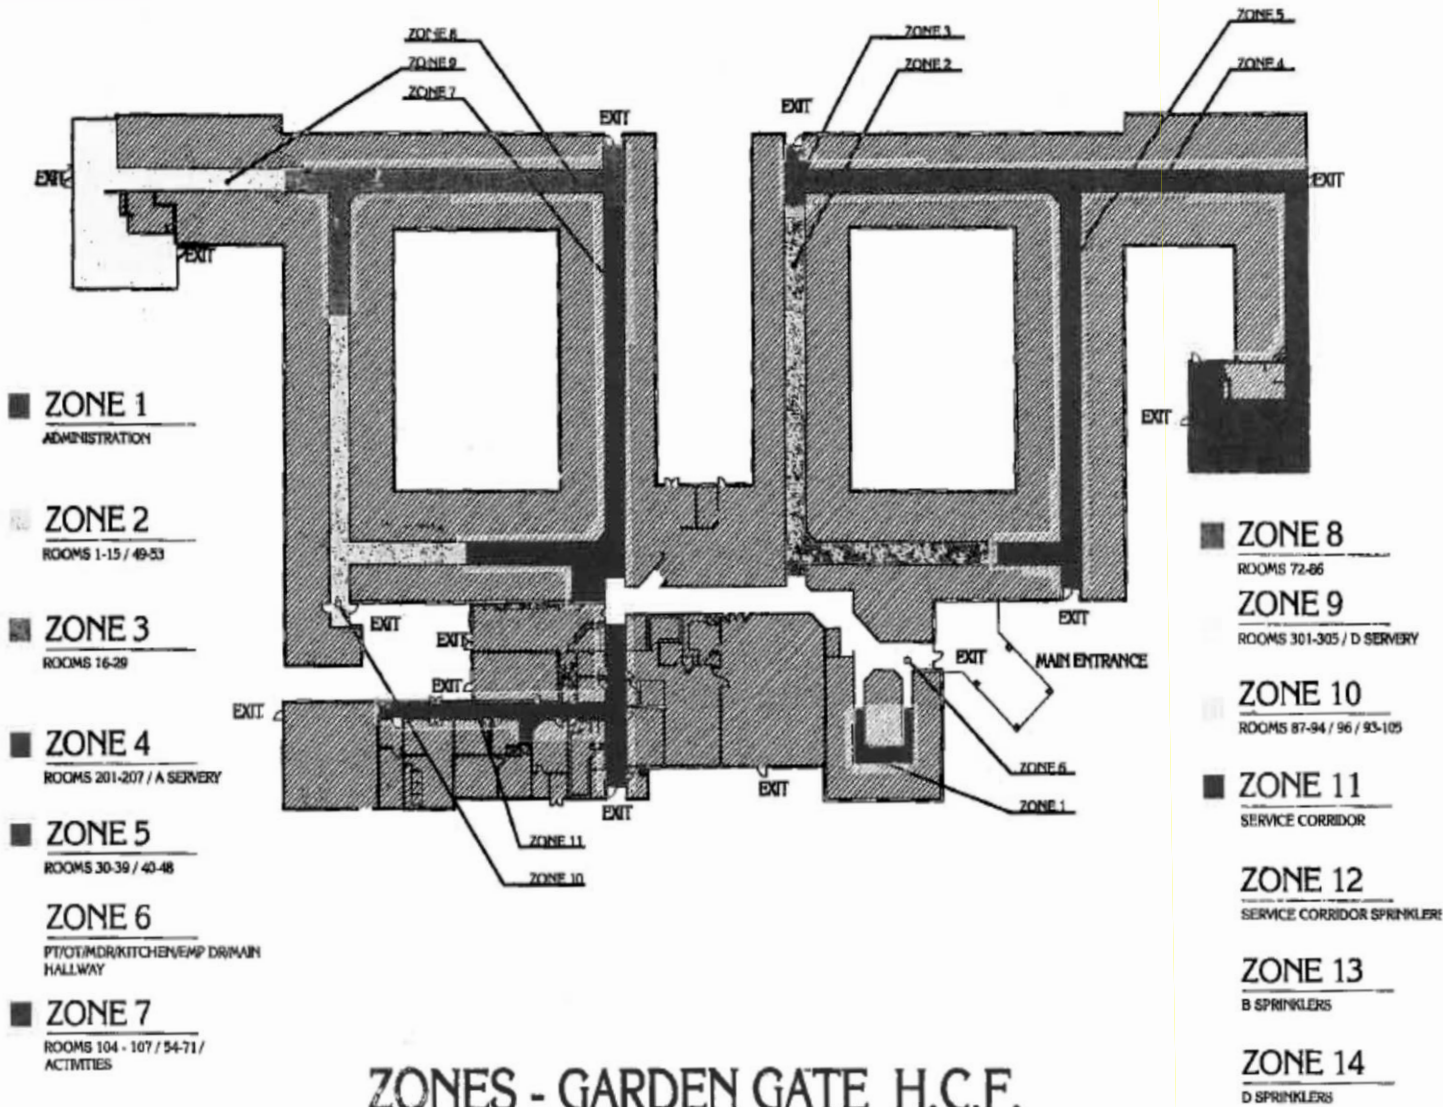 ZONE 8
ZONE 9
ZONE 7
ZONE 3
ZONE 2
ZONE 5
ZONE 4
EXIT
EXIT
EXIT
EXIT
EXIT
EXIT
EXIT
EXIT
EXIT
EXIT
EXIT
EXIT
EXIT
MAIN ENTRANCE
EXIT
EXIT
ZONE 6
ZONE 1
ZONE 11
ZONE 10
ZONE 1
ADMINISTRATION
ZONE 2
ROOMS 1-15 / 49-53
ZONE 3
ROOMS 16-29
ZONE 4
ROOMS 201-207 / A SERVERY
ZONE 5
ROOMS 30-39 / 40-48
ZONE 6
PT/OT/MDR/KITCHEN/EMP DR/MAIN
HALLWAY
ZONE 7
ROOMS 104 - 107 / 54-71 /
ACTIVITIES
ZONE 8
ROOMS 72-86
ZONE 9
ROOMS 301-305 / D SERVERY
ZONE 10
ROOMS 87-94 / 96 / 93-105
ZONE 11
SERVICE CORRIDOR
ZONE 12
SERVICE CORRIDOR SPRINKLERS
ZONE 13
B SPRINKLERS
ZONE 14
D SPRINKLERS
ZONES - GARDEN GATE H.C.F.